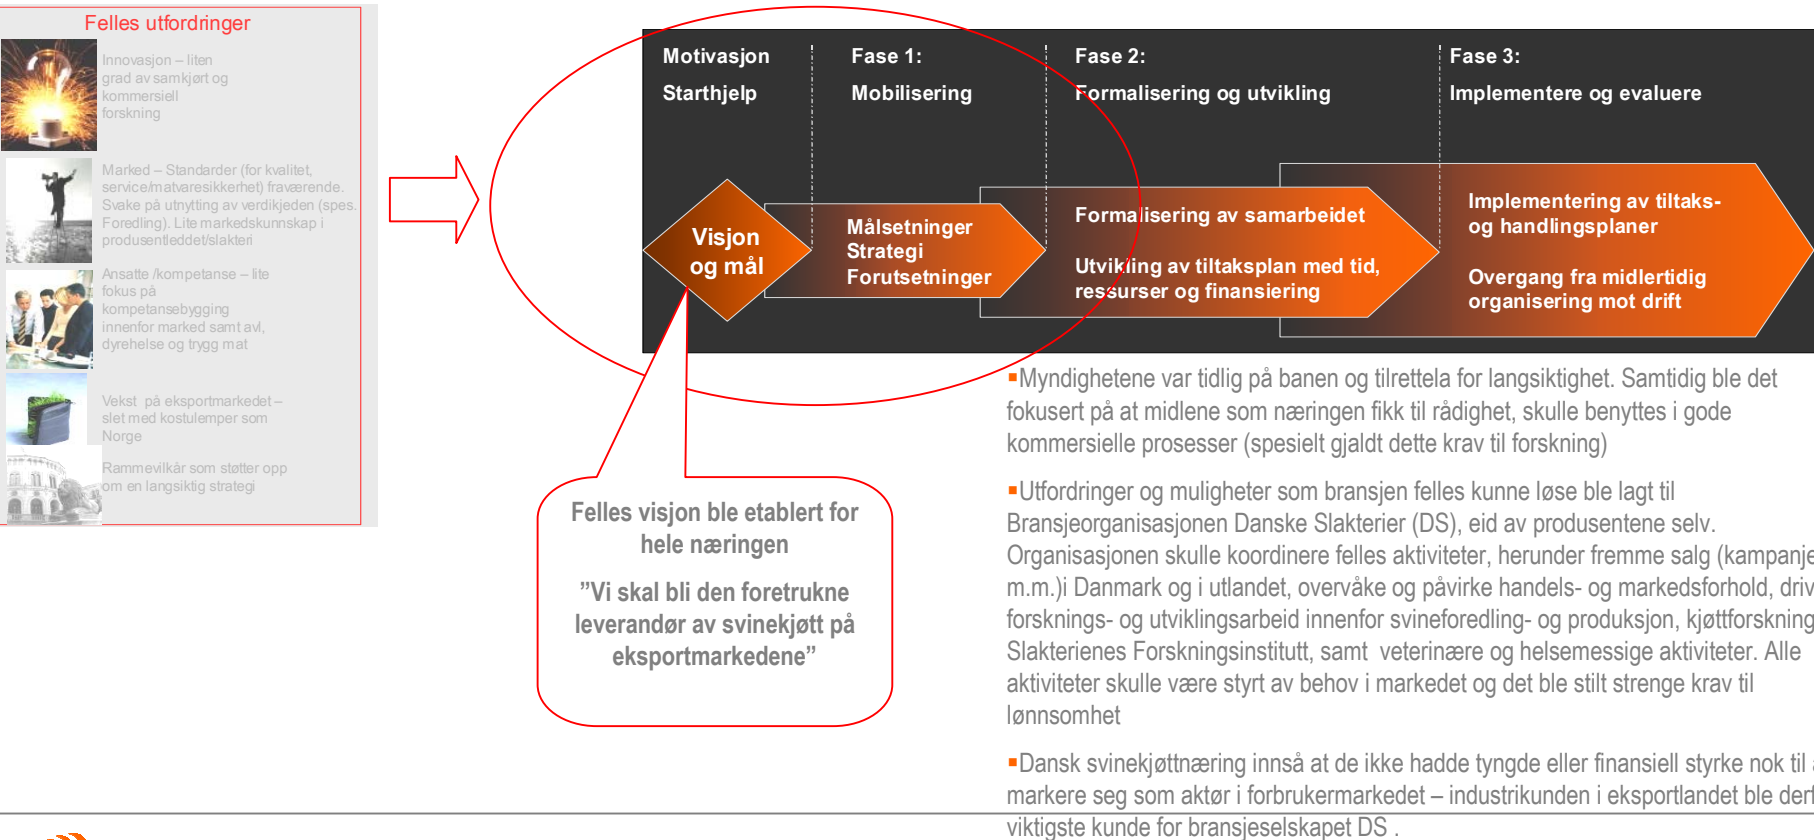 Felles utfordringer
Innovasjon – liten
grad av samkjørt og
kommersiell
forskning
Marked – Standarder (for kvalitet,
service/matvaresikkerhet) fraværende.
Svake på utnytting av verdikjeden (spes.
Foredling). Lite markedskunnskap i
produsentleddet/slakteri
Ansatte /kompetanse – lite
fokus på
kompetansebygging
innenfor marked samt avl,
dyrehelse og trygg mat
Vekst på eksportmarkedet –
slet med kostulemper som
Norge
Rammevilkår som støtter opp
om en langsiktig strategi
Motivasjon
Starthjelp
Fase 1:
Mobilisering
Fase 2:
Formalisering og utvikling
Fase 3:
Implementere og evaluere
Visjon
og mål
Målsetninger
Strategi
Forutsetninger
Formalisering av samarbeidet
Utvikling av tiltaksplan med tid,
ressurser og finansiering
Implementering av tiltaks-
og handlingsplaner
Overgang fra midlertidig
organisering mot drift
Felles visjon ble etablert for
hele næringen
”Vi skal bli den foretrukne
leverandør av svinekjøtt på
eksportmarkedene”
▪Myndighetene var tidlig på banen og tilrettela for langsiktighet. Samtidig ble det
fokusert på at midlene som næringen fikk til rådighet, skulle benyttes i gode
kommersielle prosesser (spesielt gjaldt dette krav til forskning)
▪Utfordringer og muligheter som bransjen felles kunne løse ble lagt til
Bransjeorganisasjonen Danske Slakterier (DS), eid av produsentene selv.
Organisasjonen skulle koordinere felles aktiviteter, herunder fremme salg (kampanje
m.m.)i Danmark og i utlandet, overvåke og påvirke handels- og markedsforhold, driv
forsknings- og utviklingsarbeid innenfor svineforedling- og produksjon, kjøttforskning
Slakterienes Forskningsinstitutt, samt veterinære og helsemessige aktiviteter. Alle
aktiviteter skulle være styrt av behov i markedet og det ble stilt strenge krav til
lønnsomhet
▪Dansk svinekjøttnæring innså at de ikke hadde tyngde eller finansiell styrke nok til
markere seg som aktør i forbrukermarkedet – industrikunden i eksportlandet ble
viktigste kunde for bransjeselskapet DS .